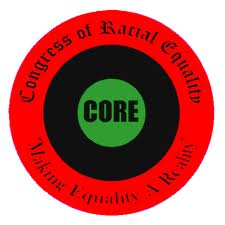 Congress of Racial Equality
CORE
"Making Equality A Reality"